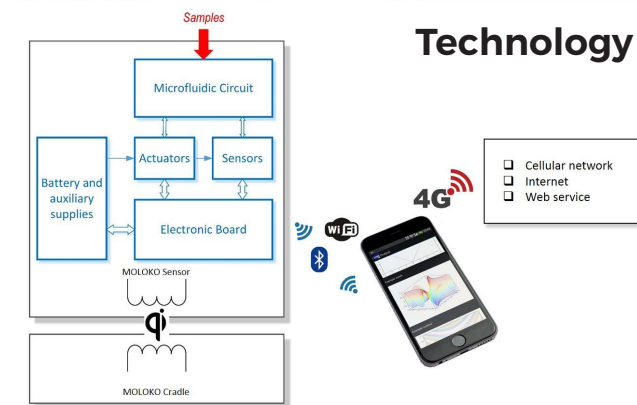 Samples
Technology
Microfluidic Circuit
Actuators
Sensors
Battery and
auxiliary
supplies
Electronic Board
MOLOKO Sensor
qi
MOLOKO Cradle
WiFi
4G
Cellular network
Internet
Web service